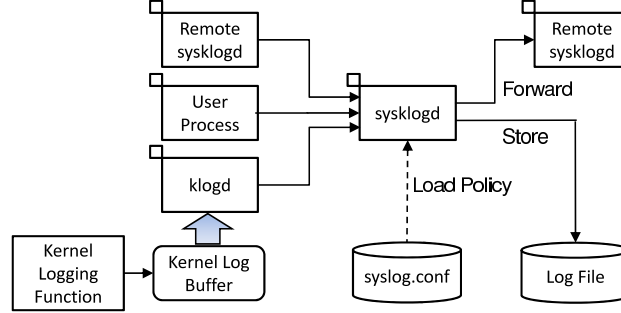 Remote
sysklogd
Remote
sysklogd
User
Process
sysklogd
Forward
Store
klogd
Load Policy
Kernel
Logging
Function
Kernel Log
Buffer
syslog.conf
Log File